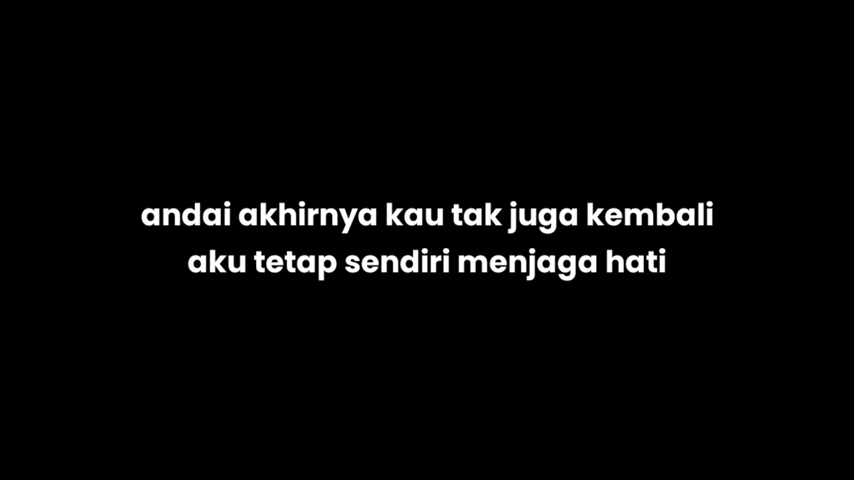 andai akhirnya kau tak juga kembali
aku tetap sendiri menjaga hati